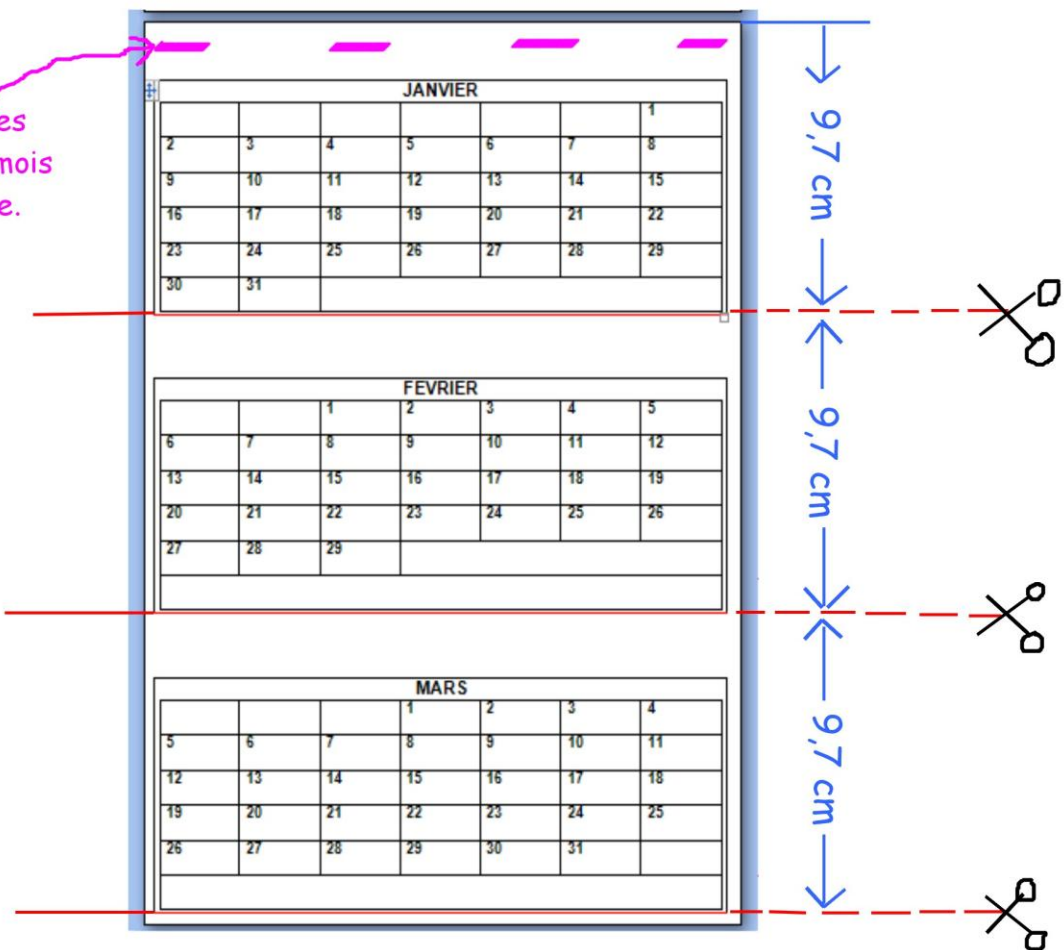 es
mois
e.
JANVIER
1
2 3 4 5 6 7 8
9 10 11 12 13 14 15
16 17 18 19 20 21 22
23 24 25 26 27 28 29
30 31
9,7 cm
FEVRIER
1 2 3 4 5
6 7 8 9 10 11 12
13 14 15 16 17 18 19
20 21 22 23 24 25 26
27 28 29
9,7 cm
MARS
1 2 3 4
5 6 7 8 9 10 11
12 13 14 15 16 17 18
19 20 21 22 23 24 25
26 27 28 29 30 31
9,7 cm